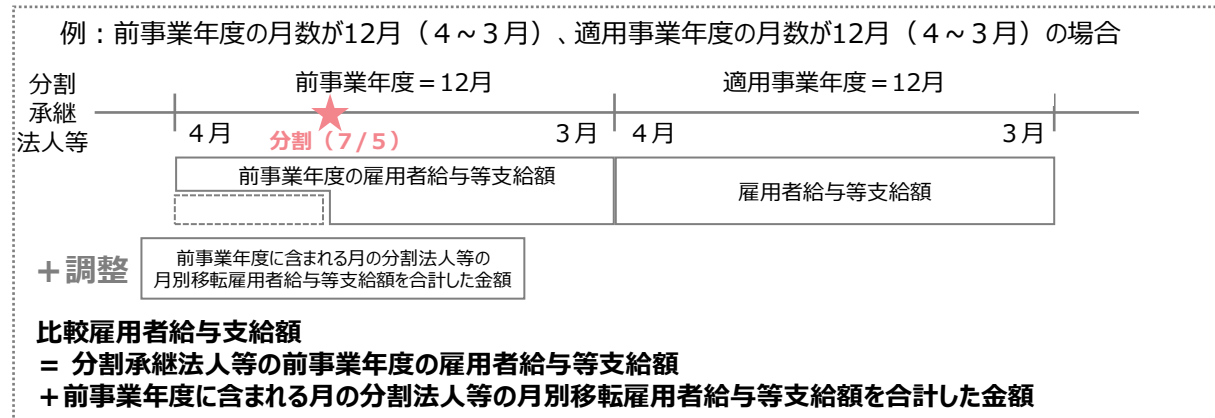 例：前事業年度の月数が12月（４～３月）、適用事業年度の月数が12月（４～３月）の場合
分割
承継
法人等
前事業年度＝12月
適用事業年度＝12月
４月
分割（７/５）
３月
４月
３月
前事業年度の雇用者給与等支給額
雇用者給与等支給額
＋調整
前事業年度に含まれる月の分割法人等の
月別移転雇用者給与等支給額を合計した金額
比較雇用者給与支給額
＝ 分割承継法人等の前事業年度の雇用者給与等支給額
＋前事業年度に含まれる月の分割法人等の月別移転雇用者給与等支給額を合計した金額